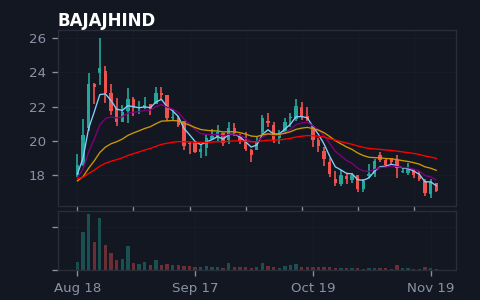 BAJAJHIND
26
24
22
20
18
Aug 18
Sep 17
Oct 19
Nov 19